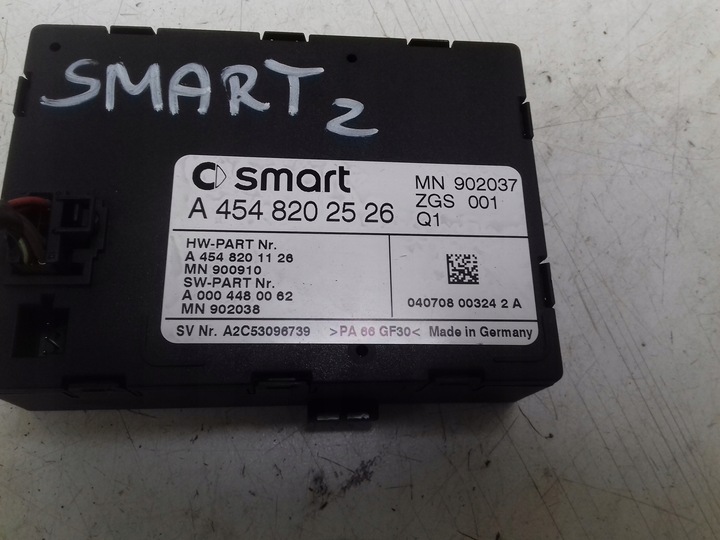 SMART 2
smart
MN 902037
A 454 820 25 26
ZGS 001
Q1
HW-PART Nr.
A 454 820 11 26
MN 900910
SW-PART Nr.
A 000 448 00 62
MN 902038
040708 00324 2 A
SV Nr. A2C53096739 >PA 66 GF30< Made in Germany